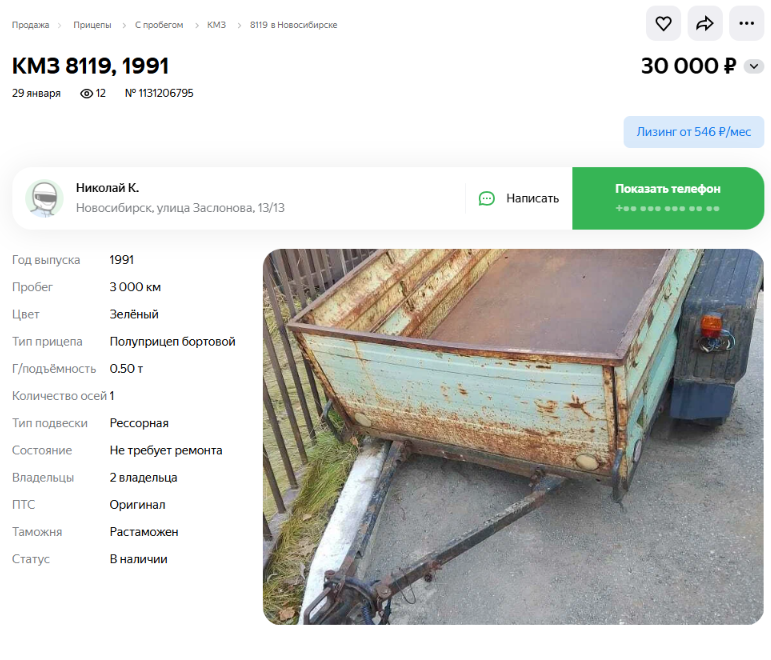 Продажа > Прицепы > С пробегом > КМЗ > 8119 в Новосибирске
КМЗ 8119, 1991
30 000 ₽
29 января 12 № 1131206795
Лизинг от 546 ₽/мес
Николай К.
Новосибирск, улица Заслонова, 13/13
Написать
Показать телефон
+•• ••• ••• •• ••
Год выпуска 1991
Пробег 3 000 км
Цвет Зелёный
Тип прицепа Полуприцеп бортовой
Г/подъёмность 0.50 т
Количество осей 1
Тип подвески Рессорная
Состояние Не требует ремонта
Владельцы 2 владельца
ПТС Оригинал
Таможня Растаможен
Статус В наличии